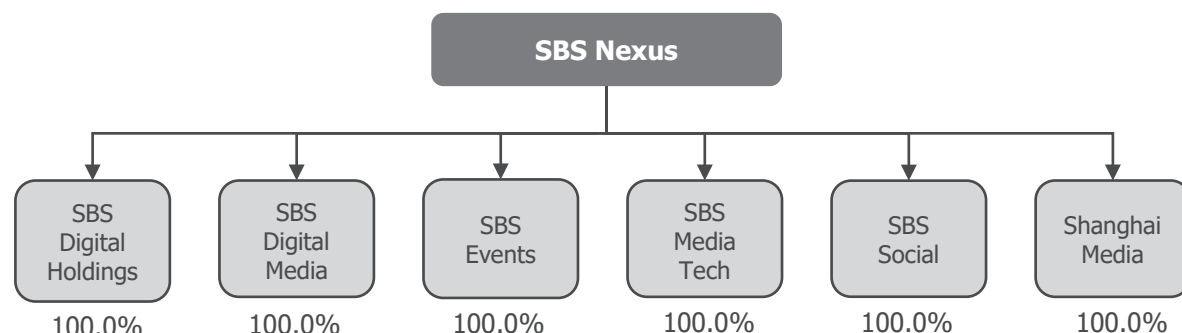 SBS Nexus
SBS
Digital
Holdings
SBS
Digital
Media
SBS
Events
SBS
Media
Tech
SBS
Social
Shanghai
Media
100.0%
100.0%
100.0%
100.0%
100.0%
100.0%